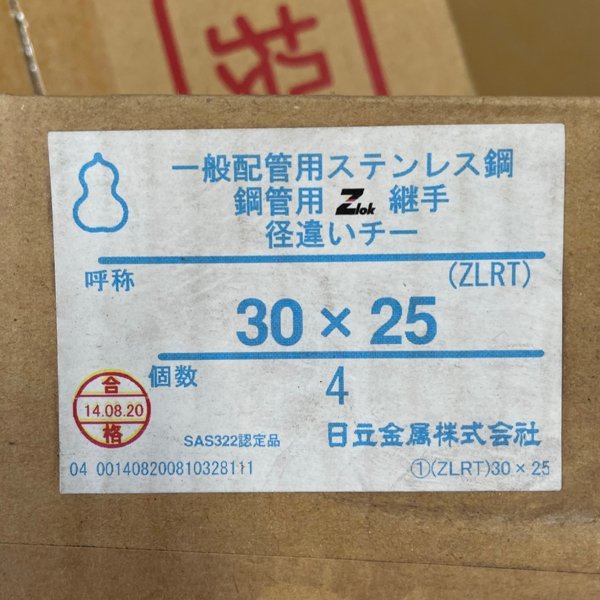 一般配管用ステンレス鋼
鋼管用 Zlok 継手
径違いチー
呼称 (ZLRT)
30 × 25
個数 4
合
14.08.20
格
SAS322認定品 日立金属株式会社
04 001408200810328111 ①(ZLRT)30 × 25